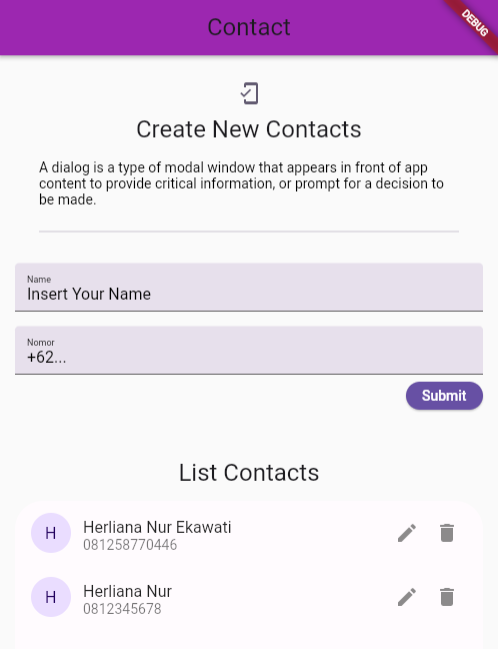 Contact
DEBUG
Create New Contacts
A dialog is a type of modal window that appears in front of app
content to provide critical information, or prompt for a decision to
be made.
Name
Insert Your Name
Nomor
+62...
Submit
List Contacts
H
Herliana Nur Ekawati
081258770446
H
Herliana Nur
0812345678